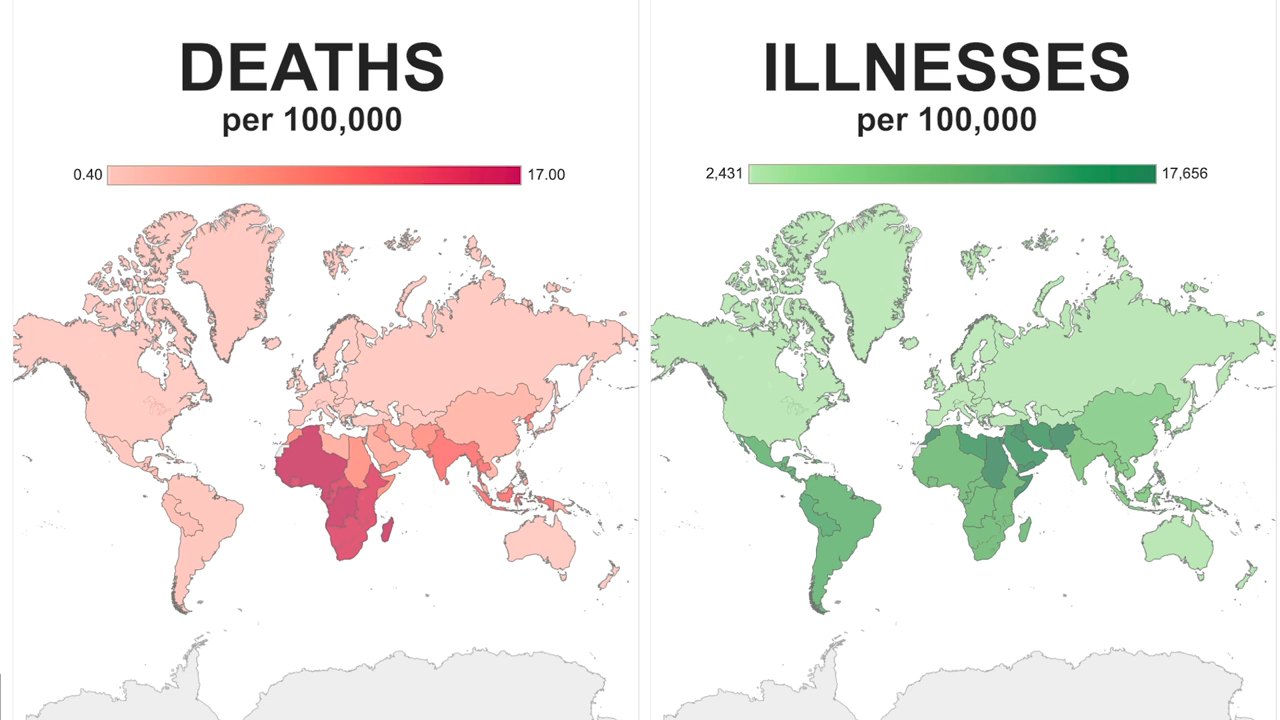 DEATHS
per 100,000
0.40
17.00
ILLNESSES
per 100,000
2,431
17,656